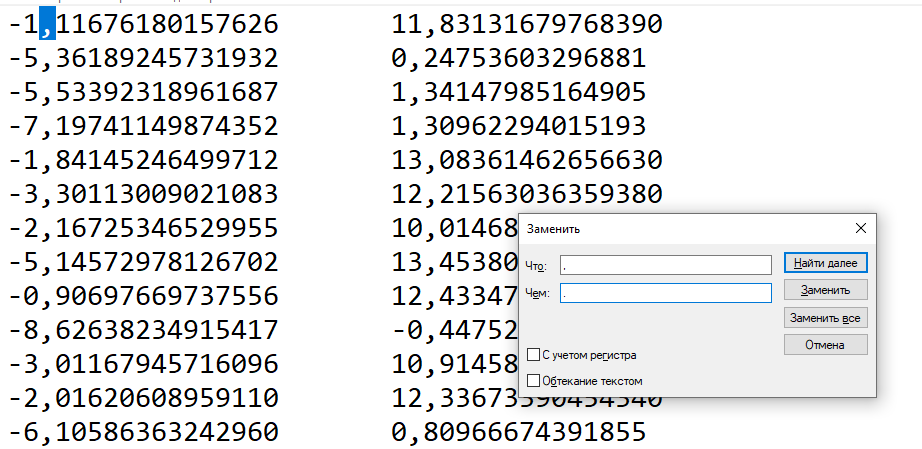 -1,11676180157626 11,83131679768390
-5,36189245731932 0,24753603296881
-5,53392318961687 1,34147985164905
-7,19741149874352 1,30962294015193
-1,84145246499712 13,08361462656630
-3,30113009021083 12,21563036359380
-2,16725346529955 10,01468
-5,14572978126702 13,45380
-0,90697669737556 12,43347
-8,62638234915417 -0,44752
-3,01167945716096 10,91458
-2,01620608959110 12,33673390454340
-6,10586363242960 0,80966674391855
Заменить
Что: , Найти далее
Чем: . Заменить
Заменить все
Отмена
С учетом регистра
Обтекание текстом